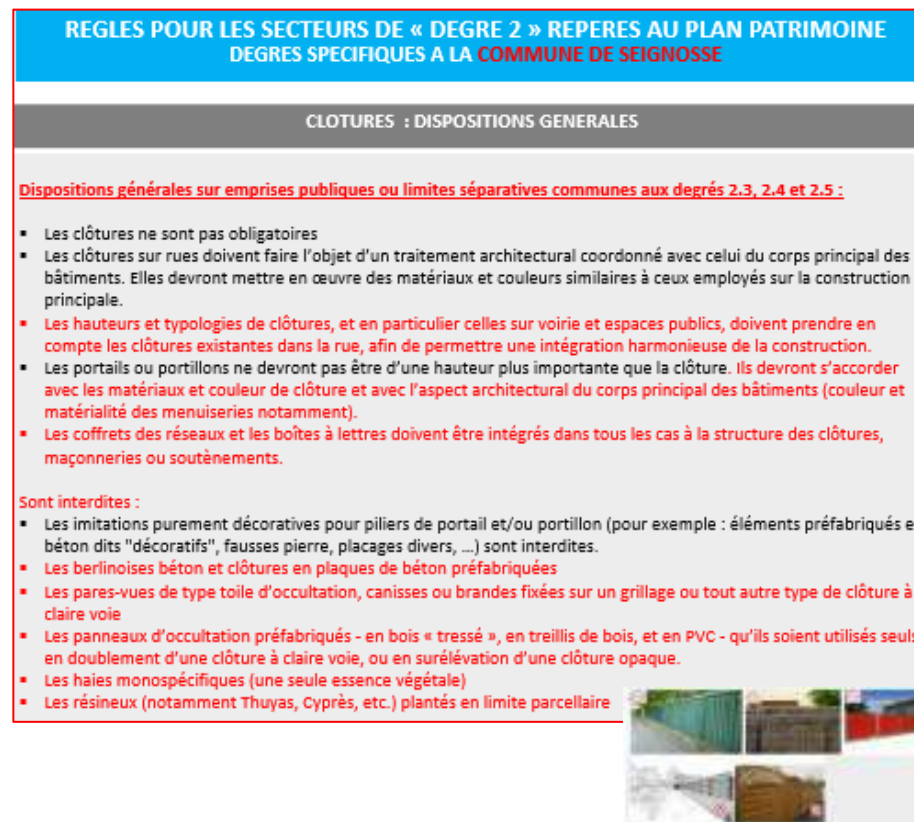 REGLES POUR LES SECTEURS DE « DEGRE 2 » REPERES AU PLAN PATRIMOINE
DEGRES SPECIFIQUES A LA COMMUNE DE SEIGNOSSE
CLOTURES : DISPOSITIONS GENERALES
Dispositions générales sur emprises publiques ou limites séparatives communes aux degrés 2.3, 2.4 et 2.5 :
▪ Les clôtures ne sont pas obligatoires
▪ Les clôtures sur rues doivent faire l'objet d'un traitement architectural coordonné avec celui du corps principal des
bâtiments. Elles devront mettre en œuvre des matériaux et couleurs similaires à ceux employés sur la construction
principale.
▪ Les hauteurs et typologies de clôtures, et en particulier celles sur voirie et espaces publics, doivent prendre en
compte les clôtures existantes dans la rue, afin de permettre une intégration harmonieuse de la construction.
▪ Les portails ou portillons ne devront pas être d'une hauteur plus importante que la clôture. Ils devront s'accorder
avec les matériaux et couleur de clôture et avec l'aspect architectural du corps principal des bâtiments (couleur et
matérialité des menuiseries notamment).
▪ Les coffrets des réseaux et les boîtes à lettres doivent être intégrés dans tous les cas à la structure des clôtures,
maçonneries ou soutènements.
Sont interdites :
▪ Les imitations purement décoratives pour piliers de portail et/ou portillon (pour exemple : éléments préfabriqués e
béton dits "décoratifs", fausses pierre, placages divers, …) sont interdites.
▪ Les berlinoises béton et clôtures en plaques de béton préfabriquées
▪ Les pares-vues de type toile d'occultation, canisses ou brandes fixées sur un grillage ou tout autre type de clôture à
claire voie
▪ Les panneaux d'occultation préfabriqués - en bois « tressé », en treillis de bois, et en PVC - qu'ils soient utilisés seuls
en doublement d'une clôture à claire voie, ou en surélévation d'une clôture opaque.
▪ Les haies monospécifiques (une seule essence végétale)
▪ Les résineux (notamment Thuyas, Cyprès, etc.) plantés en limite parcellaire